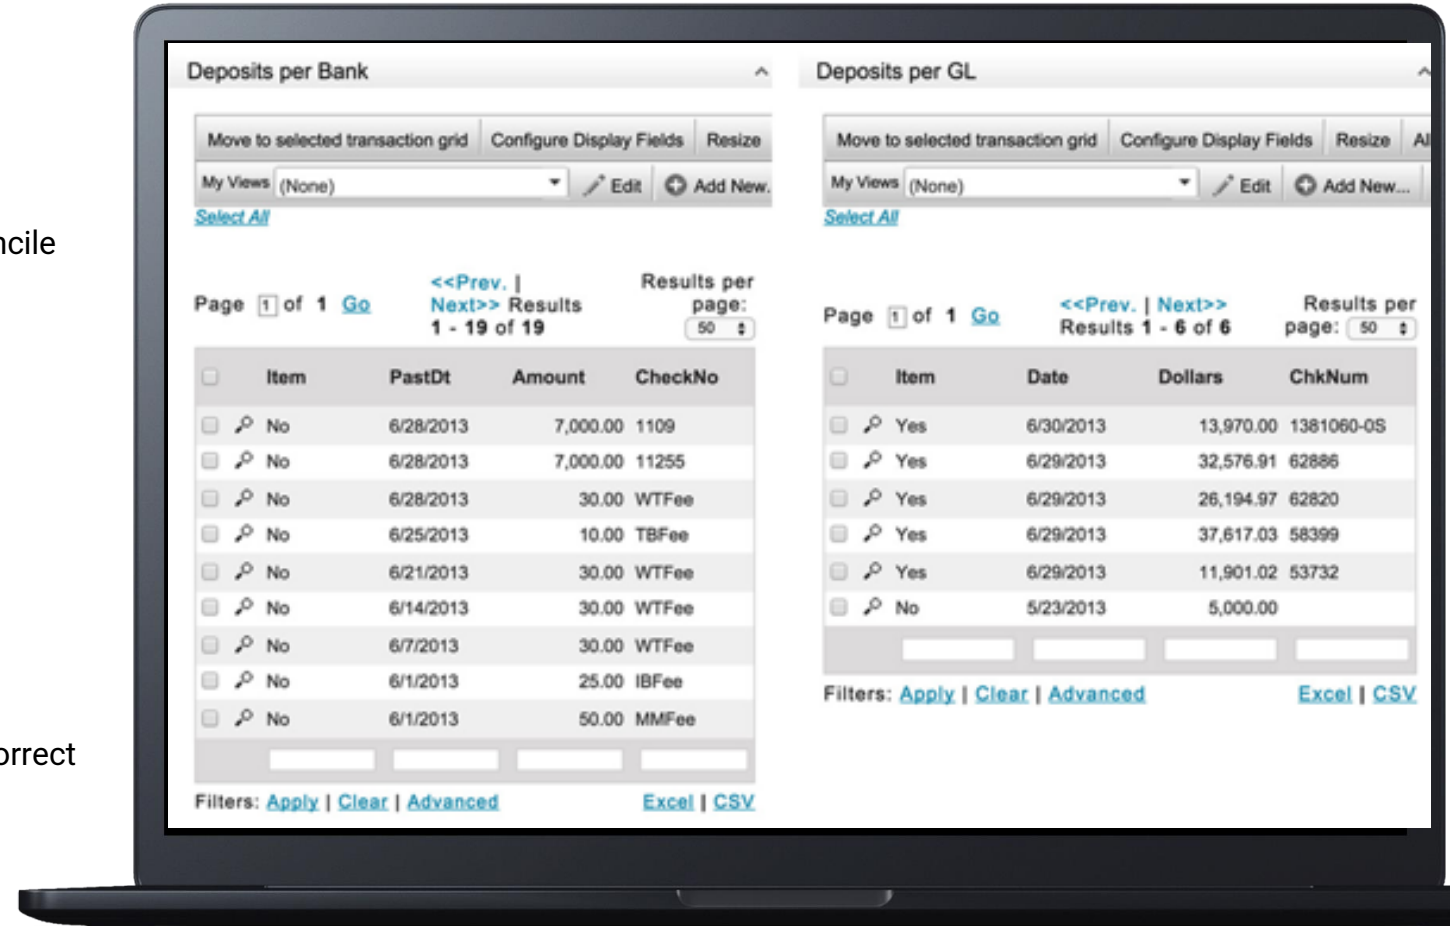 ncile
orrect
Deposits per Bank
Move to selected transaction grid Configure Display Fields Resize
My Views (None) Edit Add New.
Select All
Page 1 of 1 Go
<<Prev. |
Next>> Results
1 - 19 of 19
Results per
page:
50
Item PastDt Amount CheckNo
No 6/28/2013 7,000.00 1109
No 6/28/2013 7,000.00 11255
No 6/28/2013 30.00 WTFee
No 6/25/2013 10.00 TBFee
No 6/21/2013 30.00 WTFee
No 6/14/2013 30.00 WTFee
No 6/7/2013 30.00 WTFee
No 6/1/2013 25.00 IBFee
No 6/1/2013 50.00 MMFee
Filters: Apply | Clear | Advanced Excel | CSV
Deposits per GL
Move to selected transaction grid Configure Display Fields Resize Al
My Views (None) Edit Add New...
Select All
Page 1 of 1 Go
<<Prev. | Next>>
Results 1 - 6 of 6
Results per
page: 50
Item Date Dollars ChkNum
Yes 6/30/2013 13,970.00 1381060-0S
Yes 6/29/2013 32,576.91 62886
Yes 6/29/2013 26,194.97 62820
Yes 6/29/2013 37,617.03 58399
Yes 6/29/2013 11,901.02 53732
No 5/23/2013 5,000.00
Filters: Apply | Clear | Advanced Excel | CSV